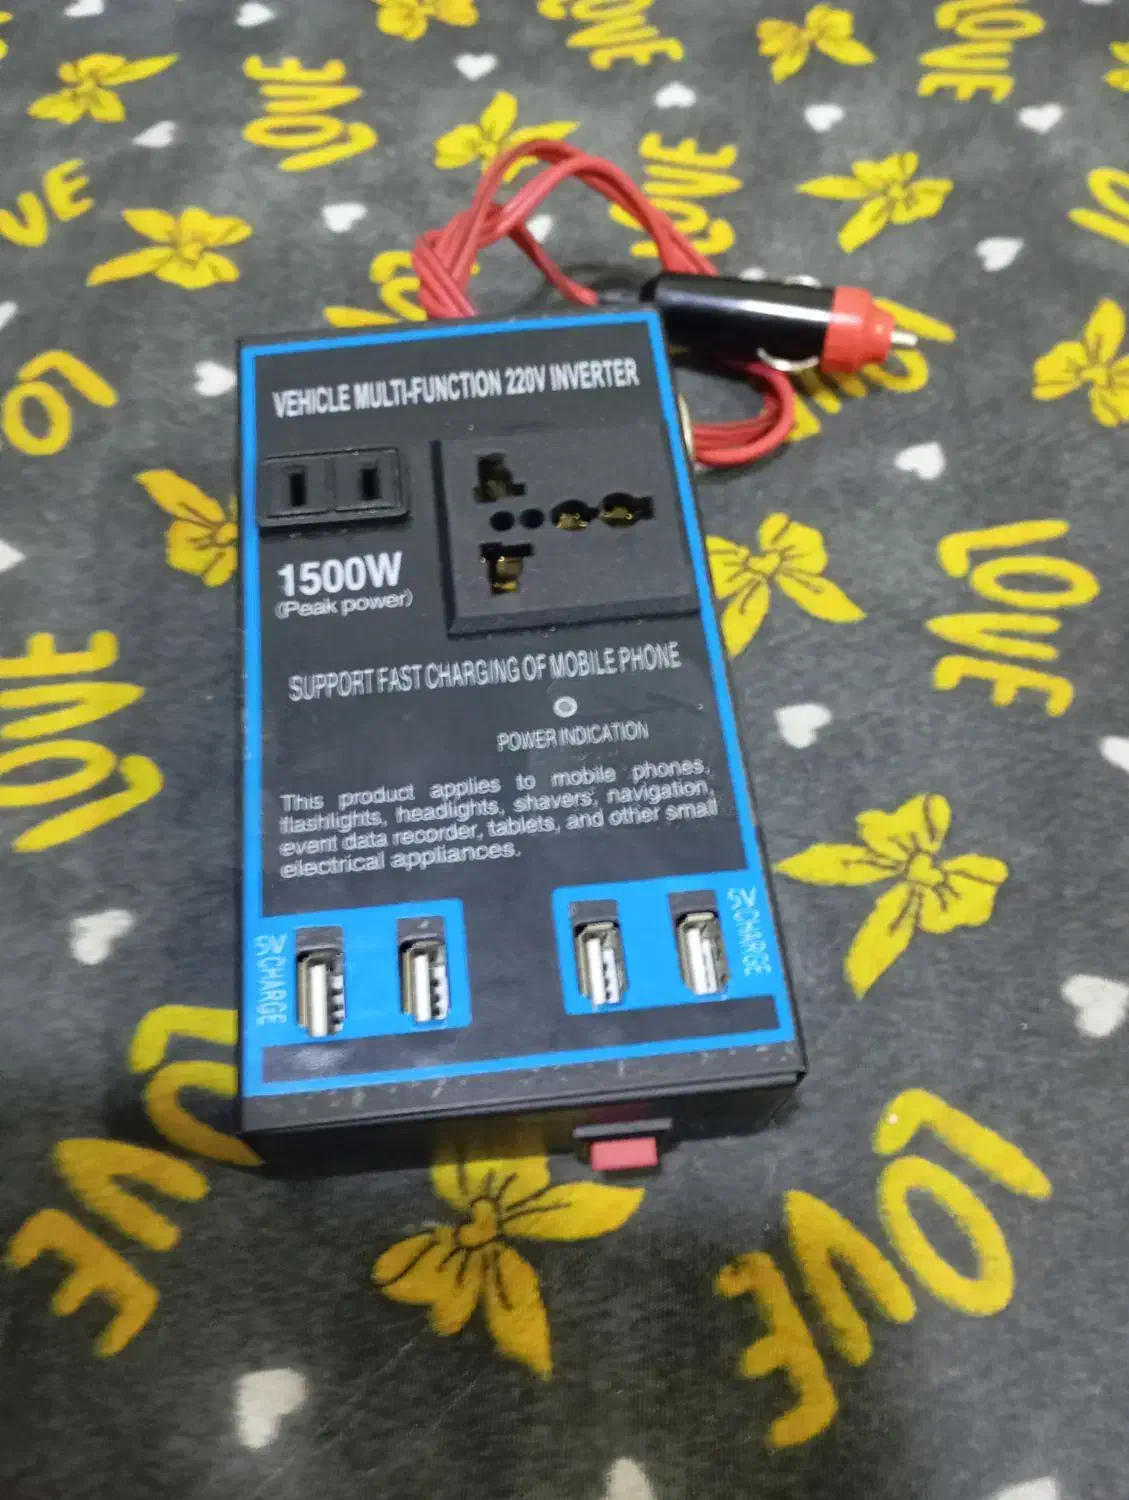 LOVE
LOVE
LOVE
LOVE
LOVE
VEHICLE MULTI-FUNCTION 220V INVERTER
1500W
(Peak power)
SUPPORT FAST CHARGING OF MOBILE PHONE
POWER INDICATION
This product applies to mobile phones,
flashlights, headlights, shavers, navigation,
event data recorder, tablets, and other small
electrical appliances.
5V CHARGE
5V CHARGE
LOVE
LOVE
LOVE